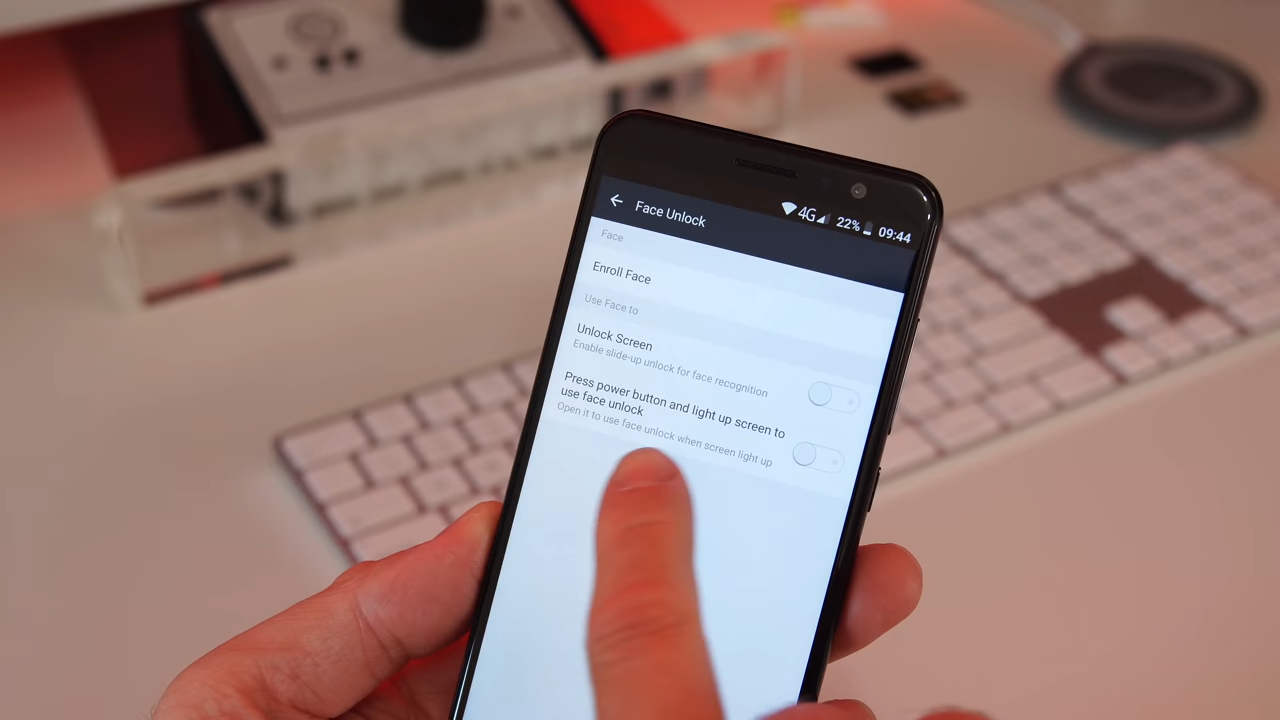 Face Unlock
4G 22% 09:44
Face
Enroll Face
Use Face to
Unlock Screen
Enable slide-up unlock for face recognition
Press power button and light up screen to
use face unlock
Open it to use face unlock when screen light up